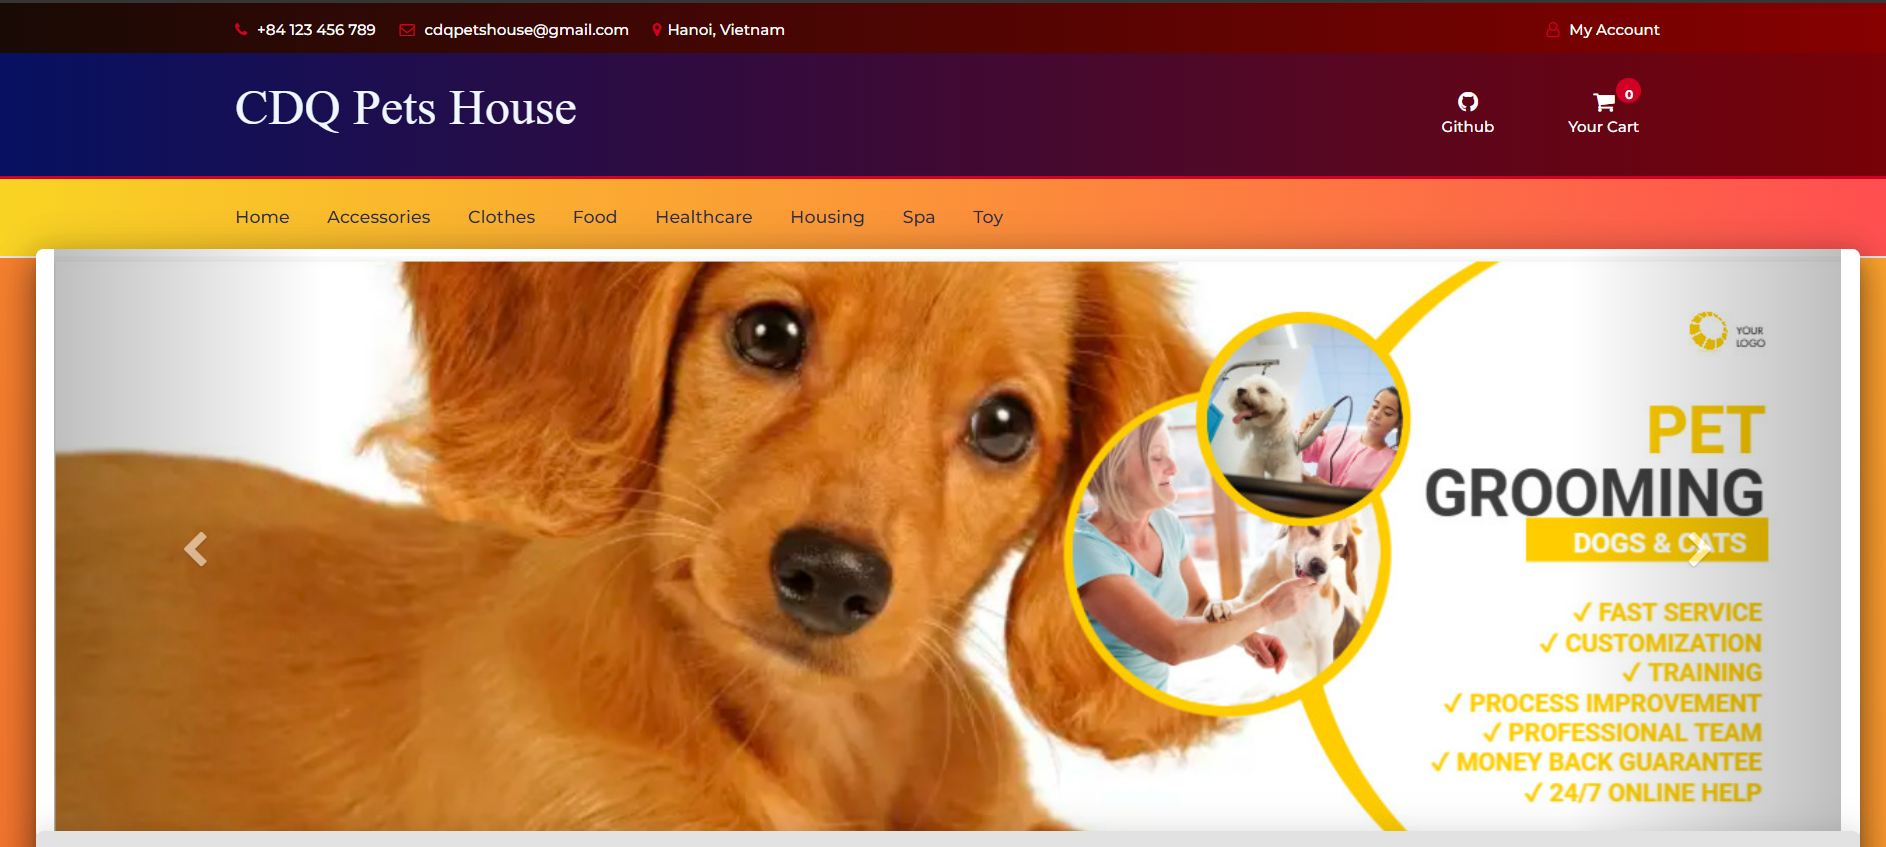 +84 123 456 789 cdqpetshouse@gmail.com Hanoi, Vietnam My Account
CDQ Pets House
Github
0
Your Cart
Home Accessories Clothes Food Healthcare Housing Spa Toy
YOUR
LOGO
PET
GROOMING
DOGS & CATS
✓ FAST SERVICE
✓ CUSTOMIZATION
✓ TRAINING
✓ PROCESS IMPROVEMENT
✓ PROFESSIONAL TEAM
✓ MONEY BACK GUARANTEE
✓ 24/7 ONLINE HELP